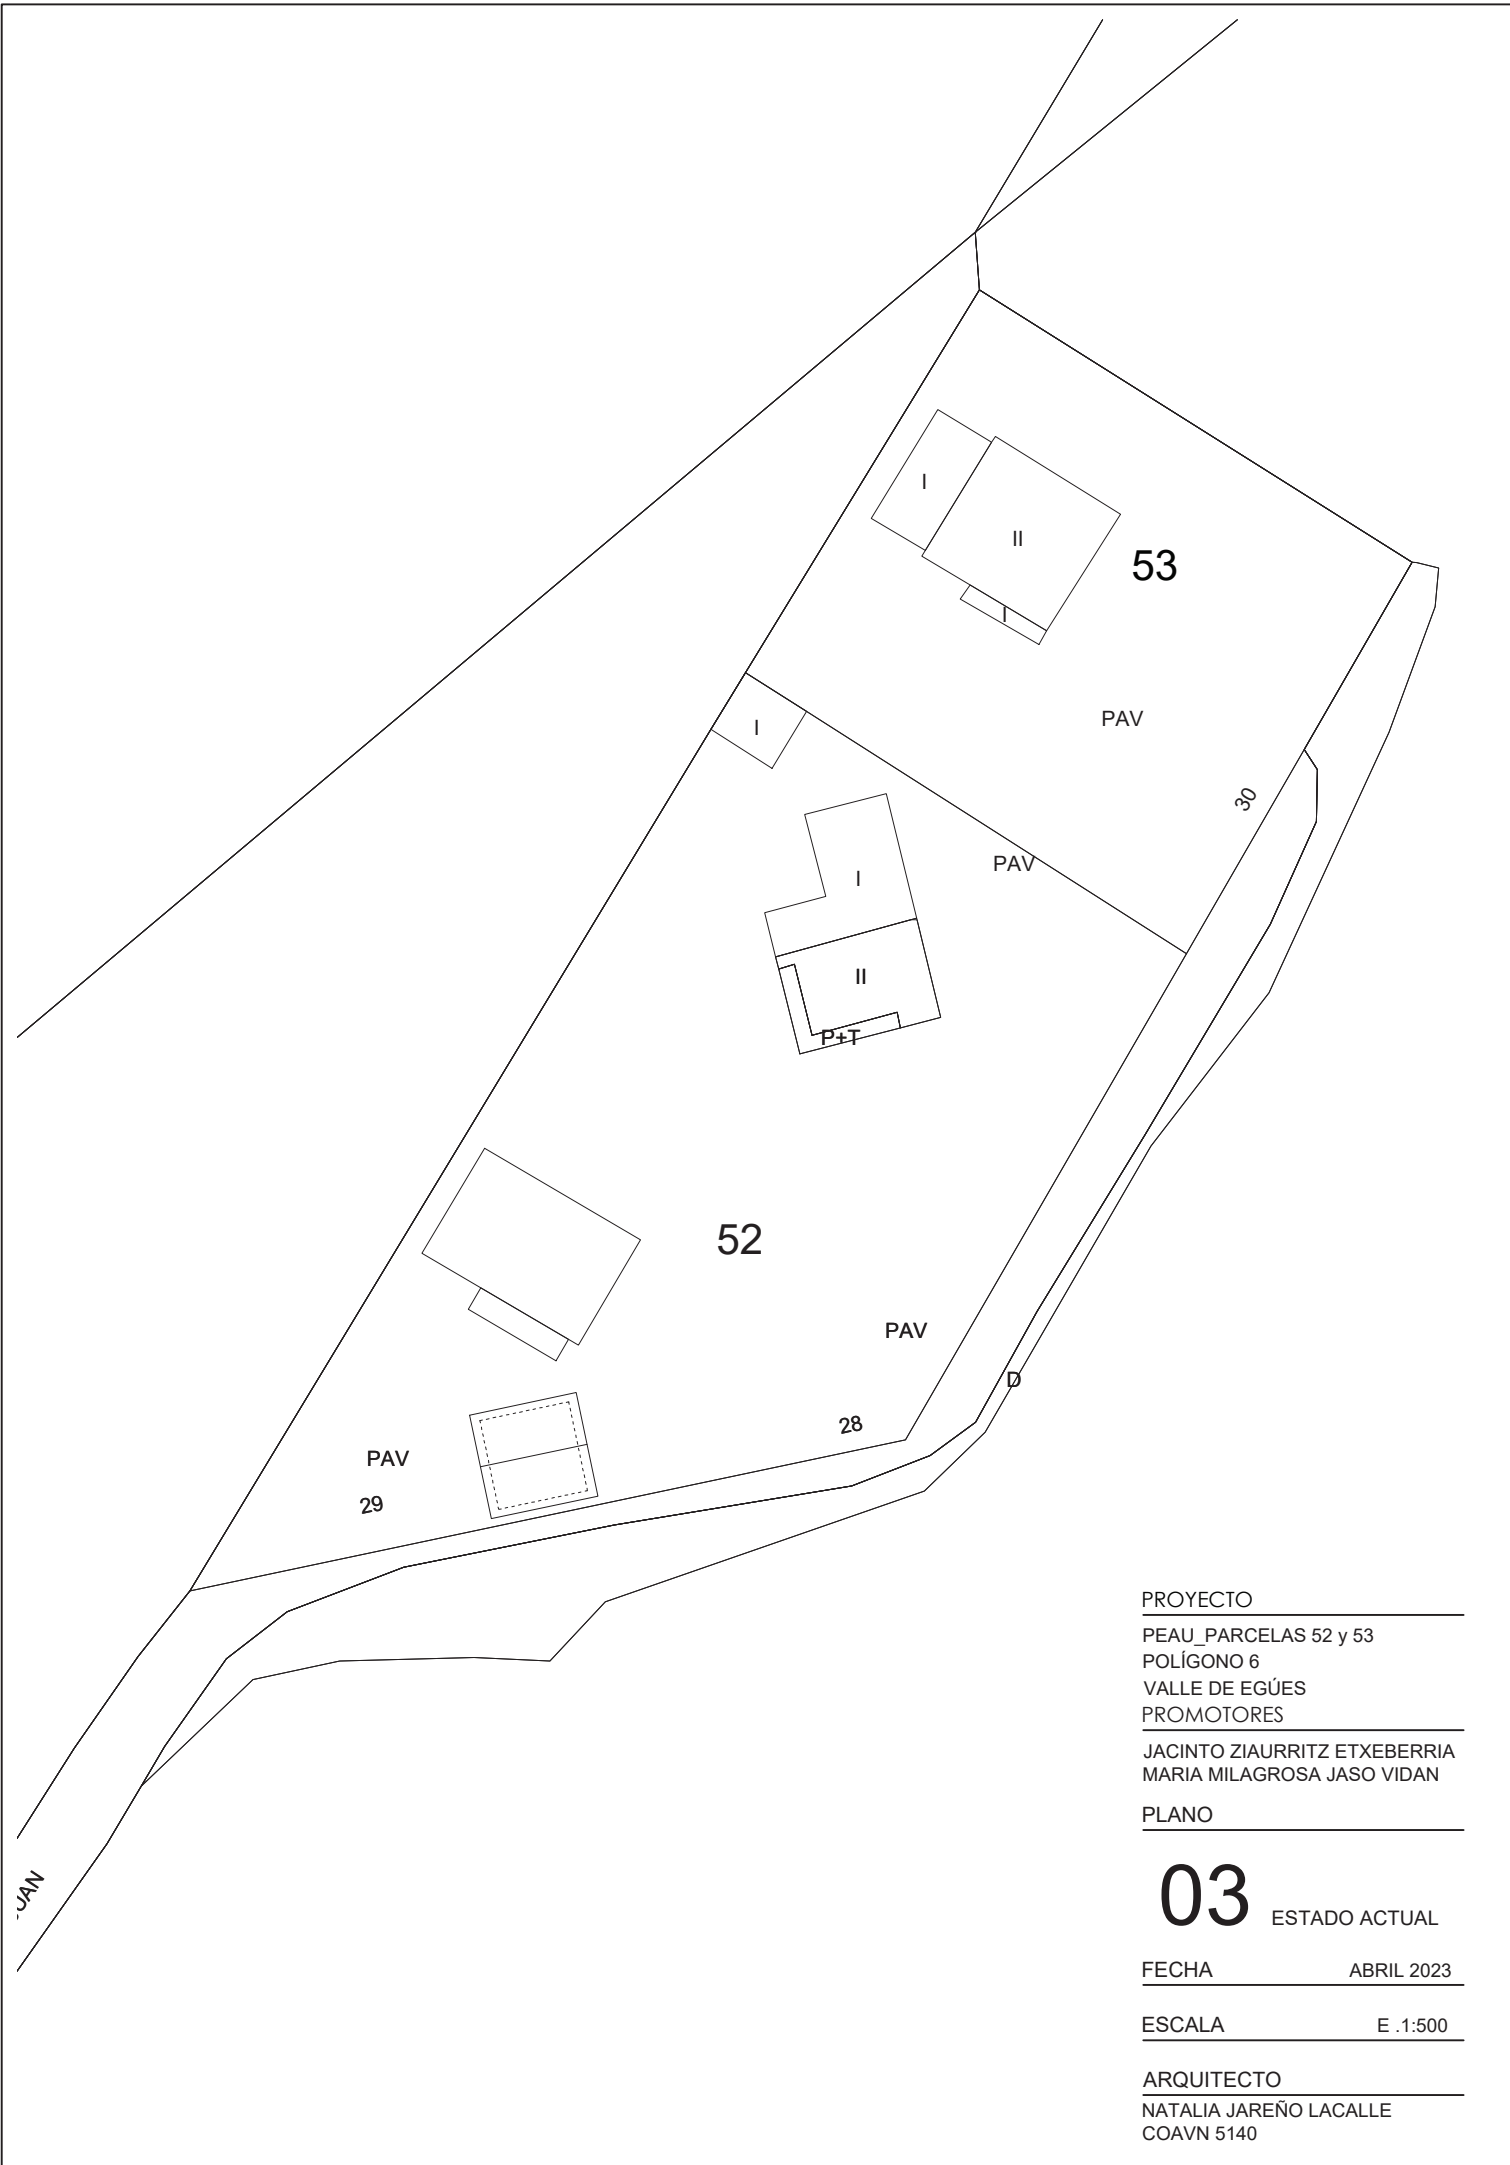 I
II
53
I
PAV
I
30
PAV
I
II
P+T
52
PAV
D
28
PAV
29
PROYECTO
PEAU_PARCELAS 52 y 53
POLÍGONO 6
VALLE DE EGÚES
PROMOTORES
JACINTO ZIAURRITZ ETXEBERRIA
MARIA MILAGROSA JASO VIDAN
PLANO
03 ESTADO ACTUAL
FECHA ABRIL 2023
ESCALA E .1:500
ARQUITECTO
NATALIA JAREÑO LACALLE
COAVN 5140